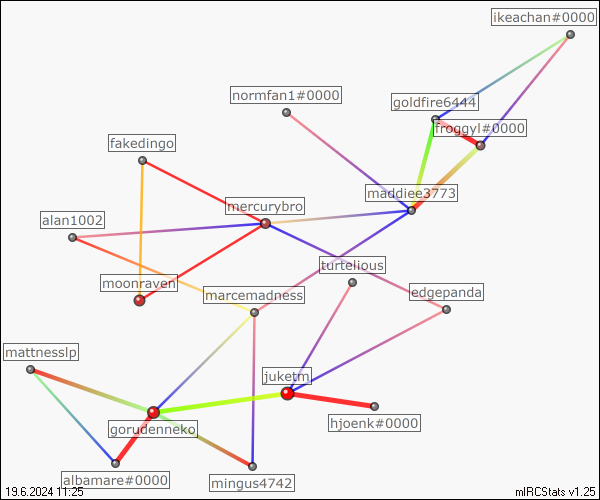 ikeachan#0000
normfan1#0000
goldfire6444
froggyl#0000
fakedingo
maddiee3773
mercurybro
alan1002
turtelious
moonraven
marcemadness
edgepanda
mattnesslp
juketm
gorudenneko
hjoenk#0000
albamare#0000
mingus4742
19.6.2024 11:25
mIRCStats v1.25